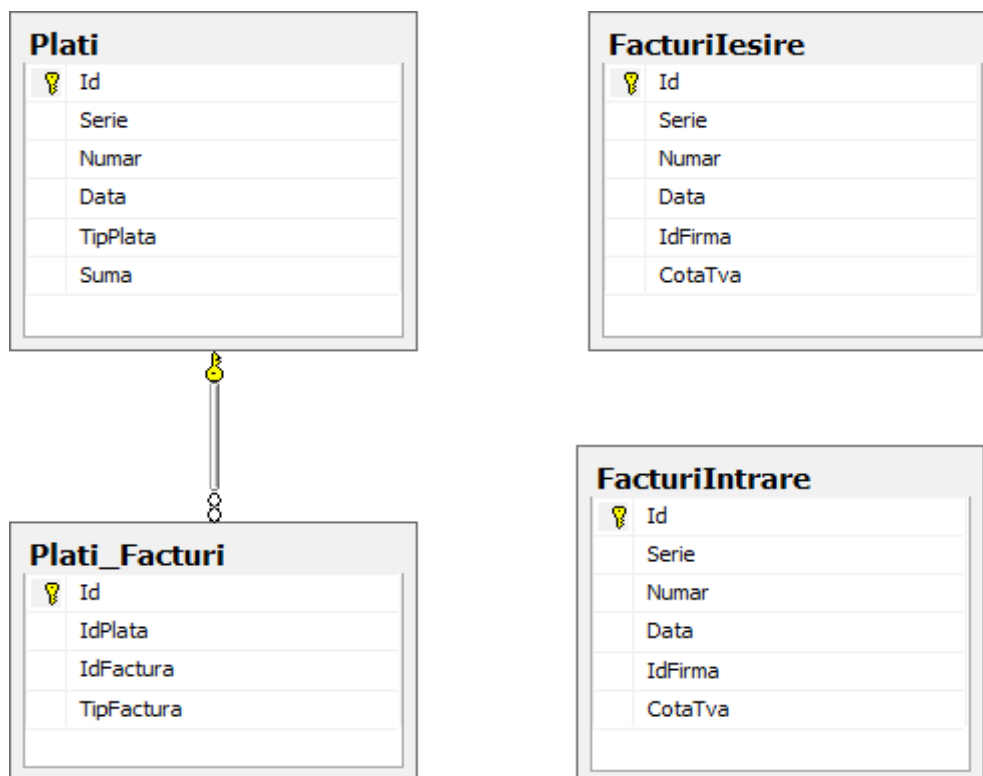 Plati
Id
Serie
Numar
Data
TipPlata
Suma
FacturiIesire
Id
Serie
Numar
Data
IdFirma
CotaTva
Plati_Facturi
Id
IdPlata
IdFactura
TipFactura
FacturiIntrare
Id
Serie
Numar
Data
IdFirma
CotaTva